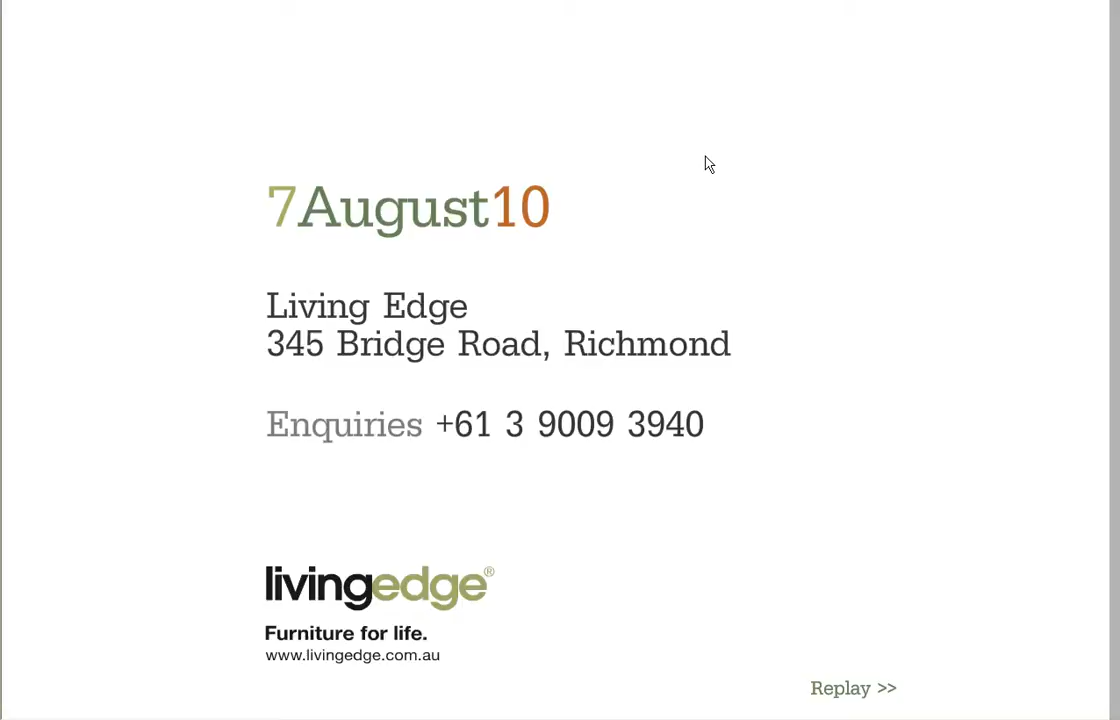 7August10
Living Edge
345 Bridge Road, Richmond
Enquiries +61 3 9009 3940
livingedge®
Furniture for life.
www.livingedge.com.au
Replay >>